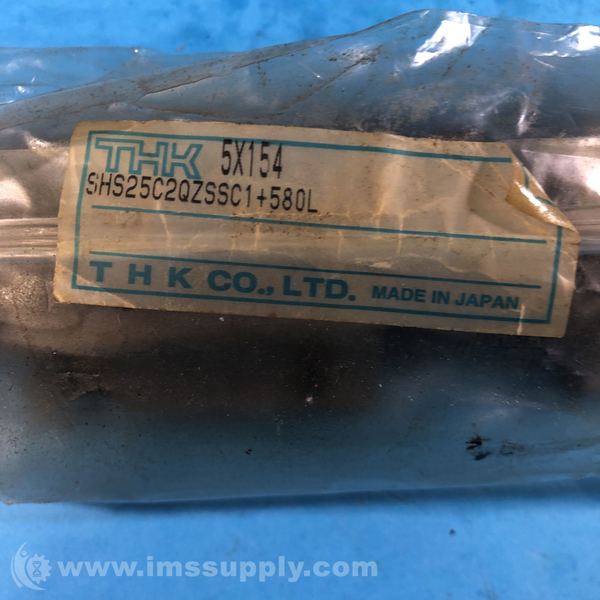 THK 5X154
SHS25C2QZSSC1+580L
THK CO., LTD. MADE IN JAPAN
© www.imssupply.com